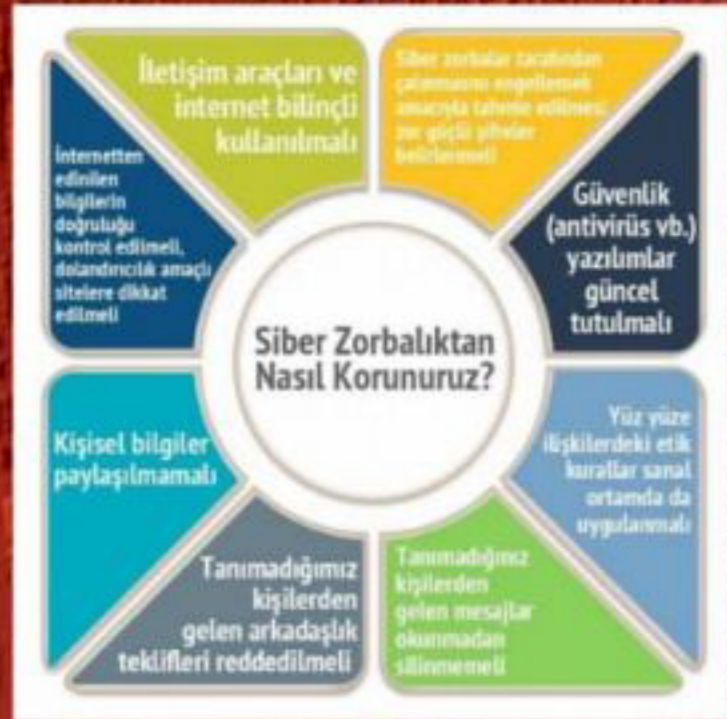 İletişim araçları ve
internet bilinçli
kullanılmalı
Siber zorbalar tarafından
çalınmasını engellemek
amacıyla tahmin edilmesi
zor güçlü şifreler
belirlenmeli
Güvenlik
(antivirüs vb.)
yazılımlar
güncel
tutulmalı
Yüz yüze
ilişkilerdeki etik
kurallar sanal
ortamda da
uygulanmalı
Tanımadığımız
kişilerden
gelen mesajlar
okunmadan
silinmemeli
Tanımadığımız
kişilerden
gelen arkadaşlık
teklifleri reddedilmeli
Kişisel bilgiler
paylaşılmamalı
İnternetten
edinilen
bilgilerin
doğruluğu
kontrol edilmeli,
dolandırıcılık amaçlı
sitelere dikkat
edilmeli
Siber Zorbalıktan
Nasıl Korunuruz?